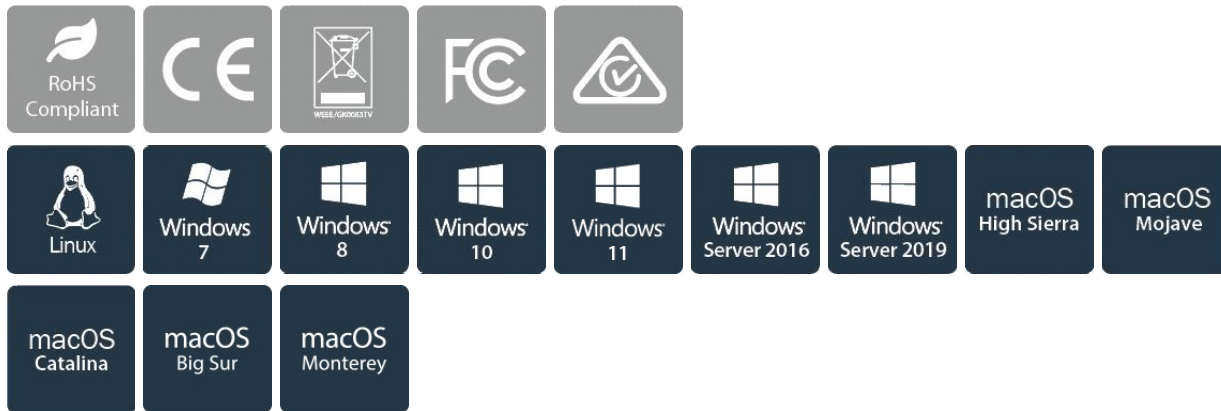 RoHS
Compliant
CE
WEEE/GK0063TV
FC
Linux
Windows
7
Windows
8
Windows
10
Windows
11
Windows
Server 2016
Windows
Server 2019
macOS
High Sierra
macOS
Mojave
macOS
Catalina
macOS
Big Sur
macOS
Monterey